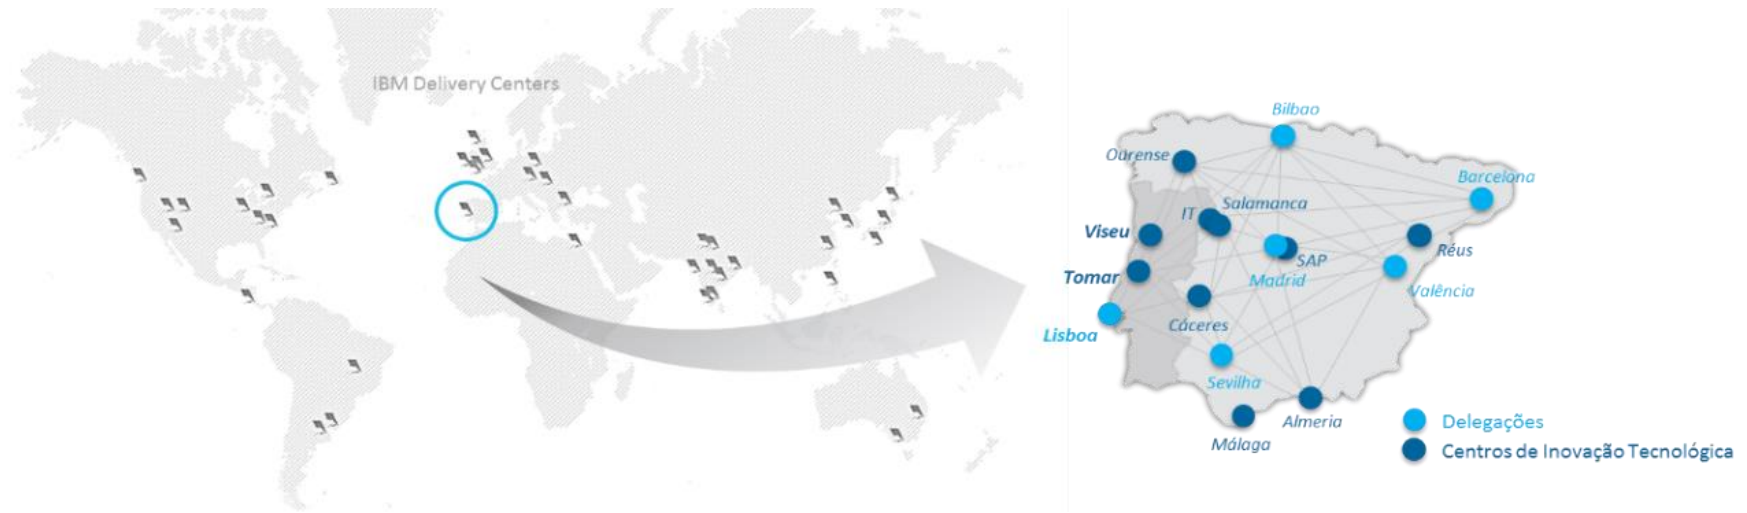 IBM Delivery Centers
Bilbao
Ourense
Barcelona
Salamanca
IT
Viseu
Réus
SAP
Tomar
Madrid
Valência
Cáceres
Lisboa
Sevilha
Almeria
Málaga
Delegações
Centros de Inovação Tecnológica